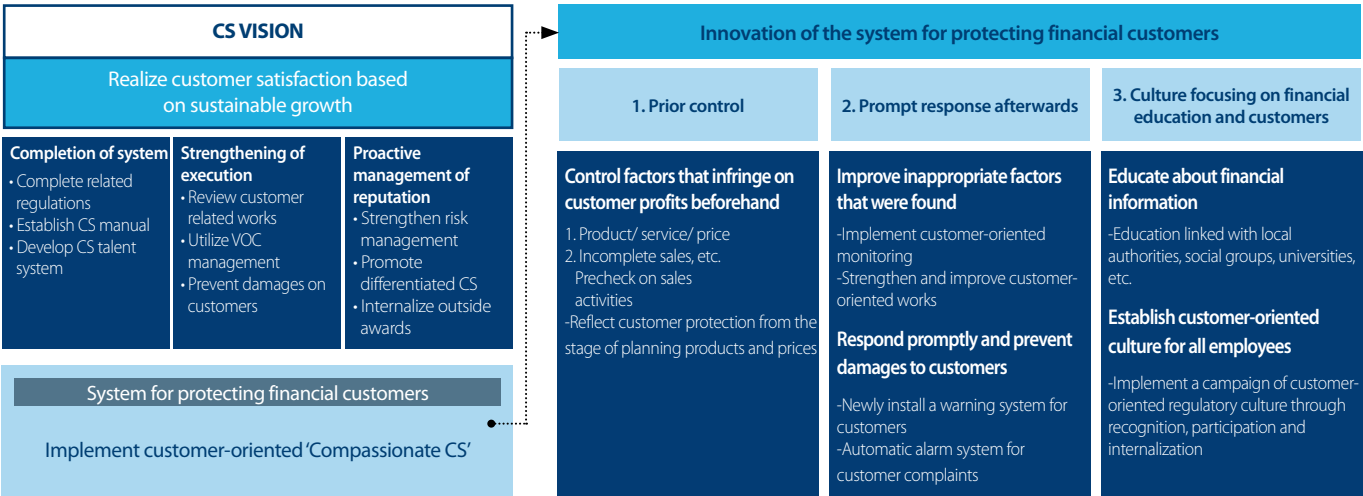 CS VISION
Realize customer satisfaction based
on sustainable growth
Completion of system
• Complete related
regulations
• Establish CS manual
• Develop CS talent
system
Strengthening of
execution
• Review customer
related works
• Utilize VOC
management
• Prevent damages on
customers
Proactive
management of
reputation
• Strengthen risk
management
• Promote
differentiated CS
• Internalize outside
awards
System for protecting financial customers
Implement customer-oriented ‘Compassionate CS’
Innovation of the system for protecting financial customers
1. Prior control
Control factors that infringe on
customer profits beforehand
1. Product/ service/ price
2. Incomplete sales, etc.
Precheck on sales
activities
-Reflect customer protection from the
stage of planning products and prices
2. Prompt response afterwards
Improve inappropriate factors
that were found
-Implement customer-oriented
monitoring
-Strengthen and improve customer-
oriented works
Respond promptly and prevent
damages to customers
-Newly install a warning system for
customers
-Automatic alarm system for
customer complaints
3. Culture focusing on financial
education and customers
Educate about financial
information
-Education linked with local
authorities, social groups, universities,
etc.
Establish customer-oriented
culture for all employees
-Implement a campaign of customer-
oriented regulatory culture through
recognition, participation and
internalization